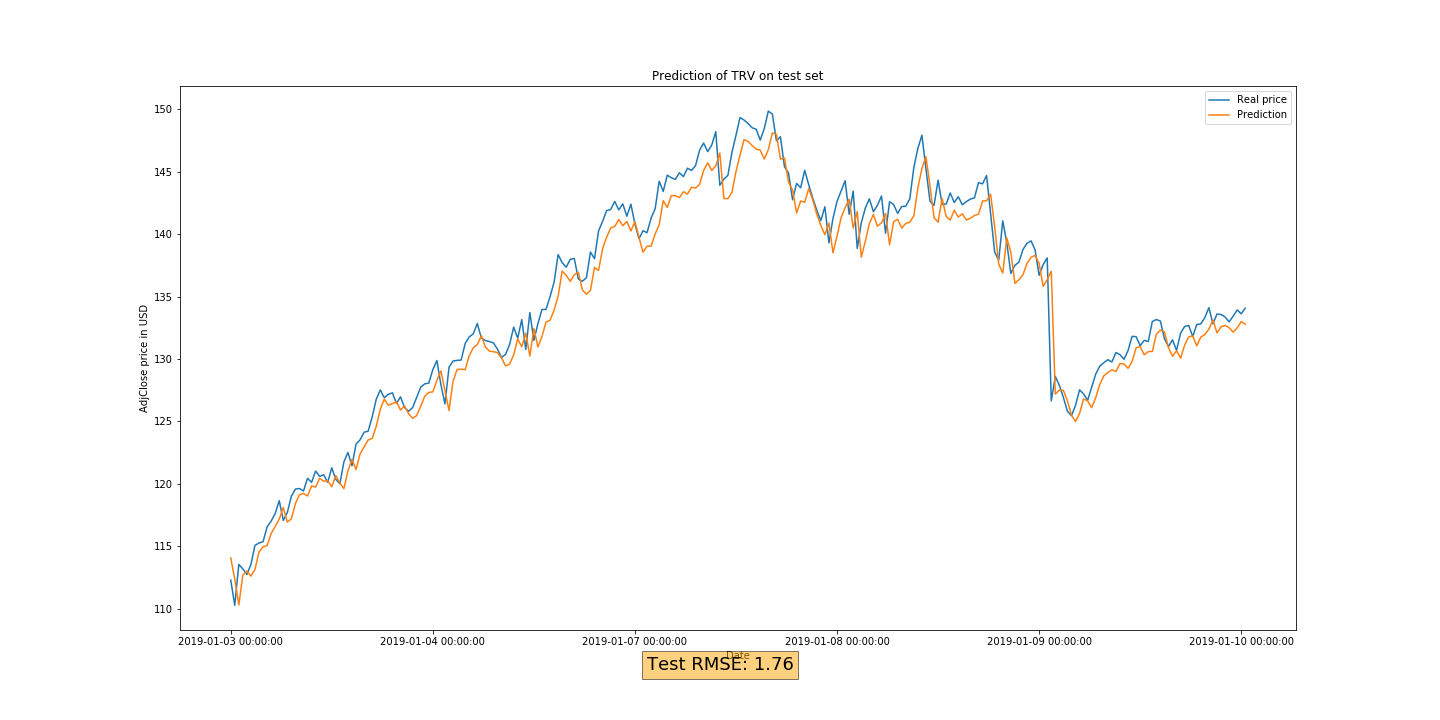 Prediction of TRV on test set
Real price
Prediction
AdjClose price in USD
150
145
140
135
130
125
120
115
110
2019-01-03 00:00:00
2019-01-04 00:00:00
2019-01-07 00:00:00
2019-01-08 00:00:00
2019-01-09 00:00:00
2019-01-10 00:00:00
Date
Test RMSE: 1.76